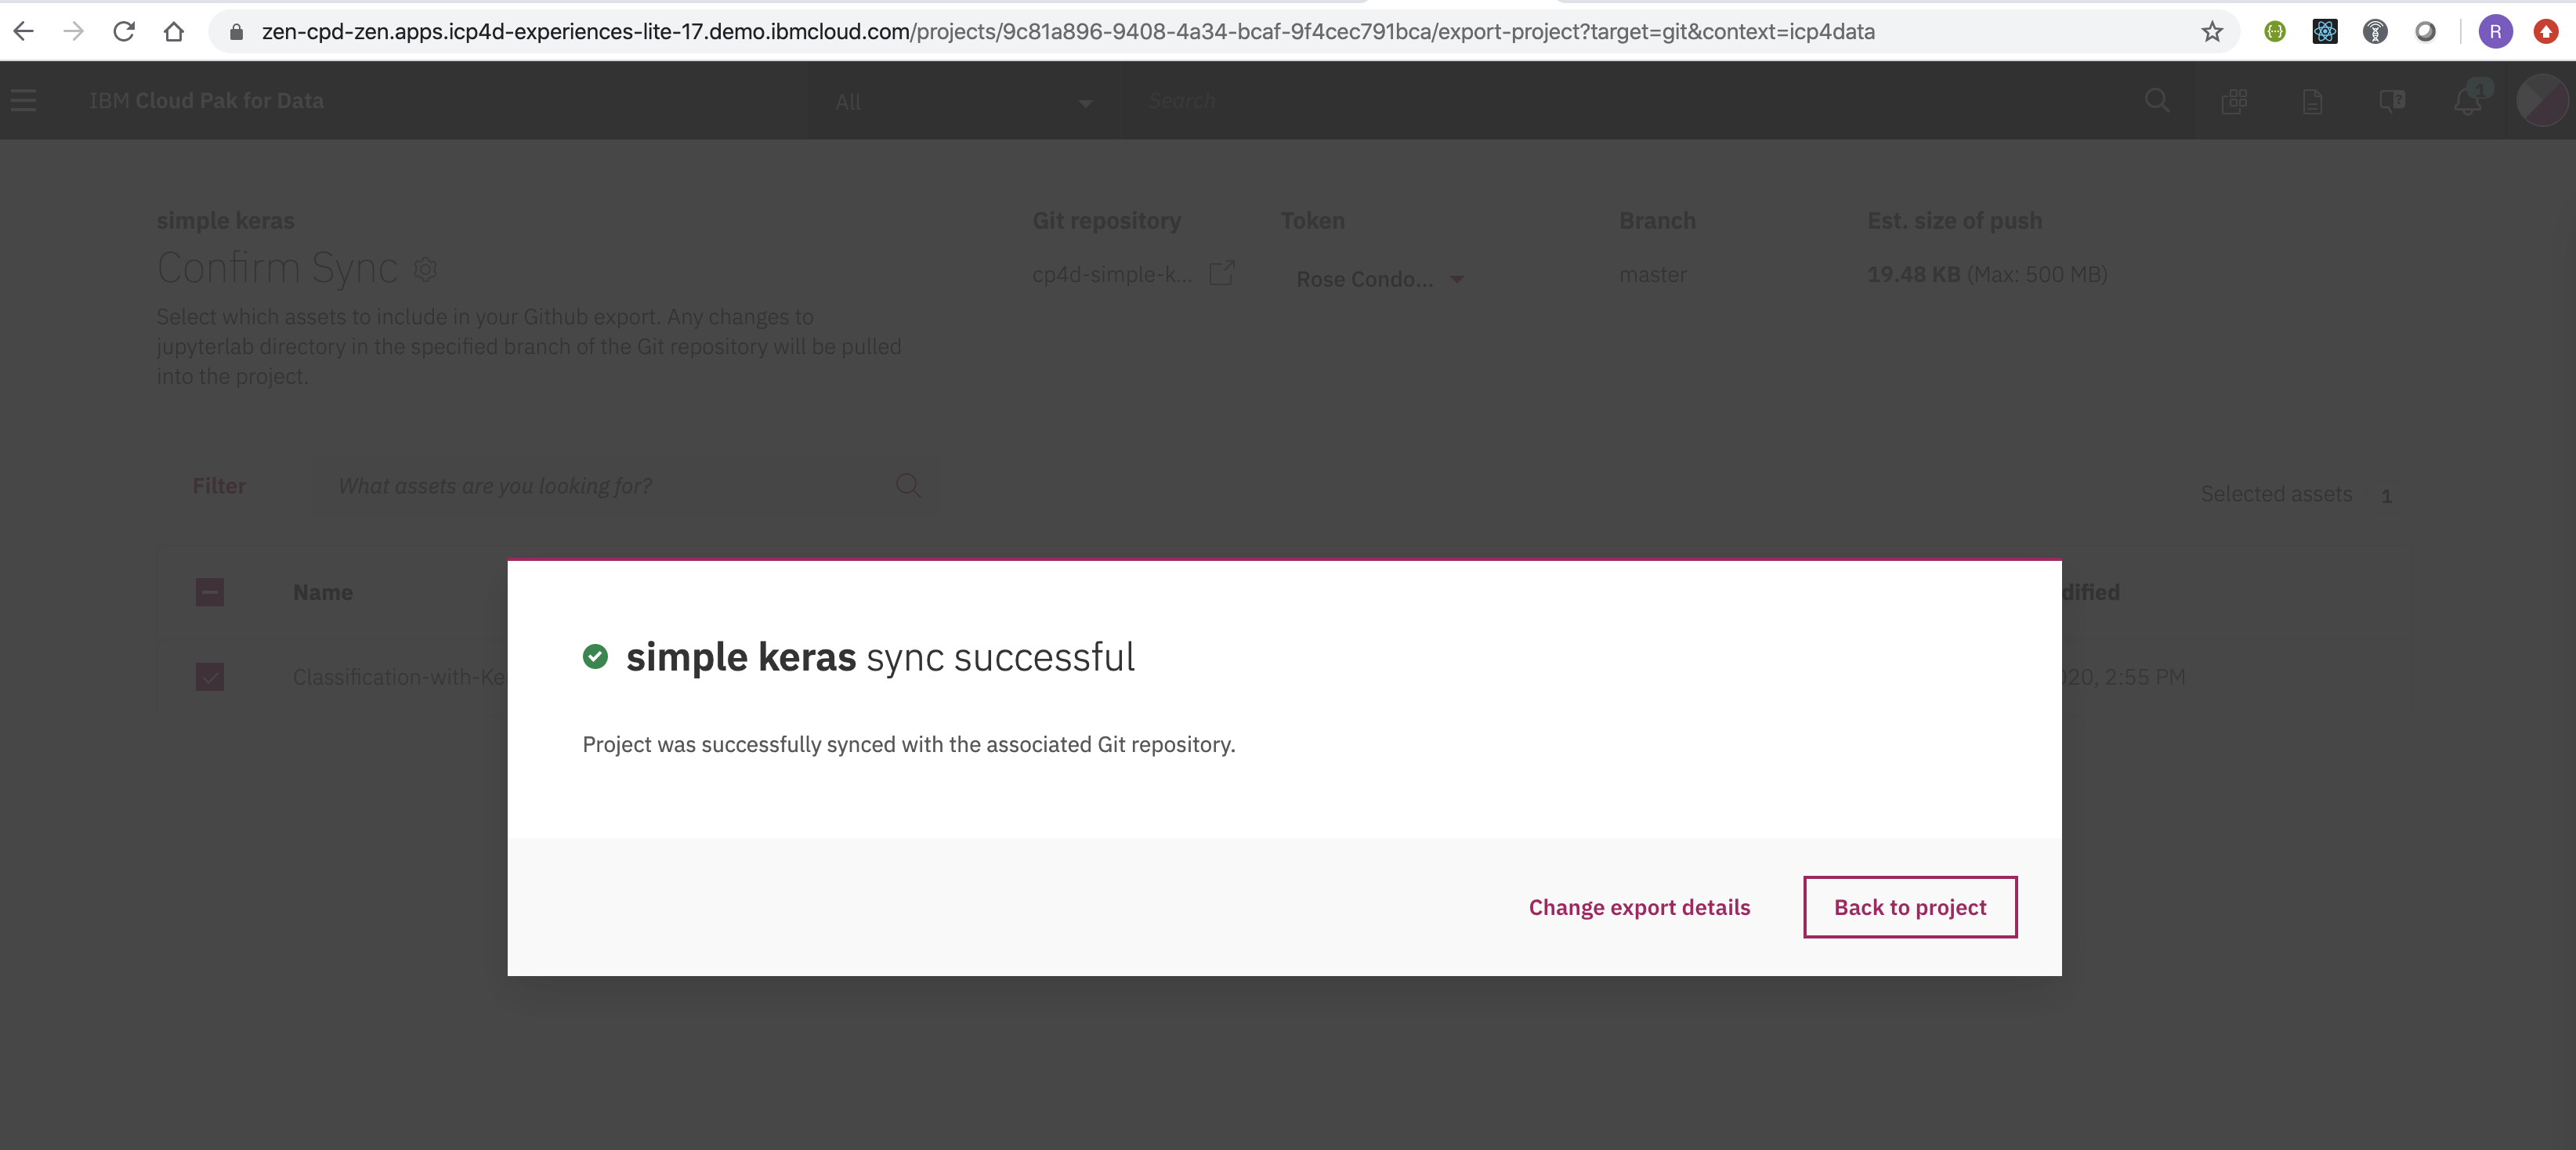 zen-cpd-zen.apps.icp4d-experiences-lite-17.demo.ibmcloud.com/projects/9c81a896-9408-4a34-bcaf-9f4cec791bca/export-project?target=git&context=icp4data
R
IBM Cloud Pak for Data
All
Search
1
simple keras
Confirm Sync
Select which assets to include in your Github export. Any changes to
jupyterlab directory in the specified branch of the Git repository will be pulled
into the project.
Git repository
cp4d-simple-k...
Token
Rose Condo...
Branch
master
Est. size of push
19.48 KB (Max: 500 MB)
Filter
What assets are you looking for?
Selected assets 1
Name
dified
Classification-with-Ke
020, 2:55 PM
simple keras sync successful
Project was successfully synced with the associated Git repository.
Change export details
Back to project